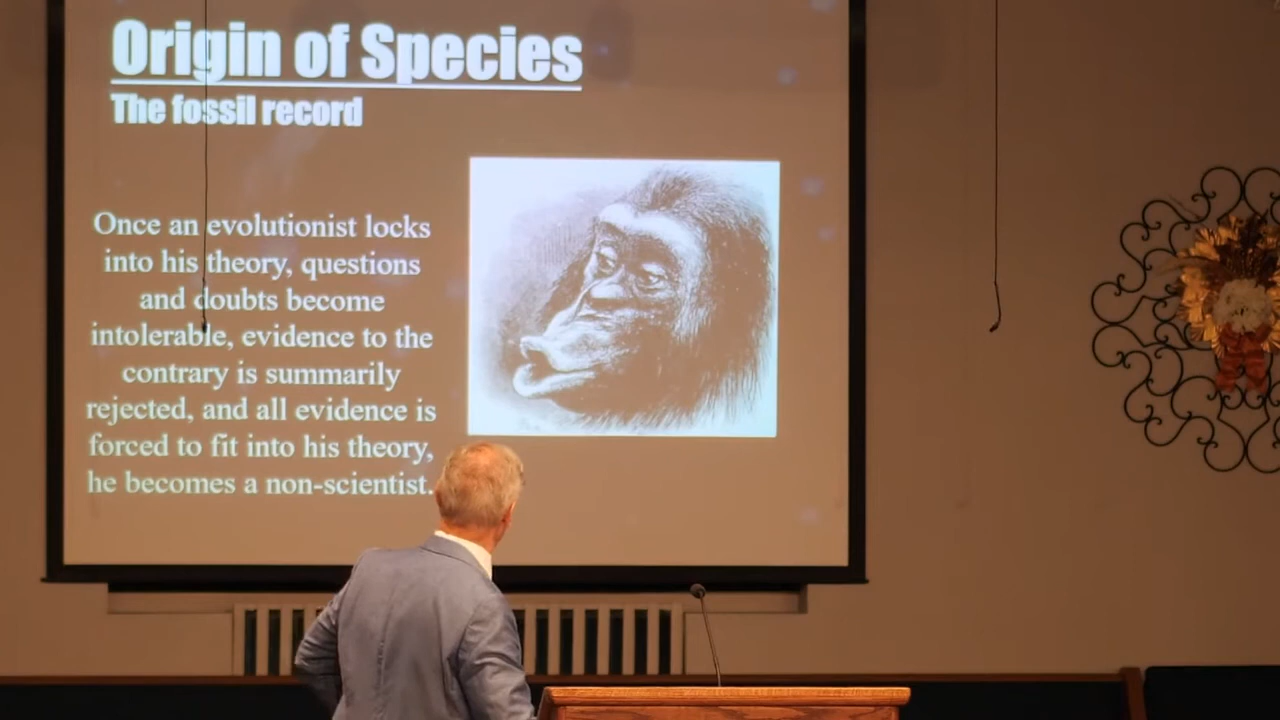 Origin of Species
The fossil record
Once an evolutionist locks
into his theory, questions
and doubts become
intolerable, evidence to the
contrary is summarily
rejected, and all evidence is
forced to fit into his theory,
he becomes a non-scientist.